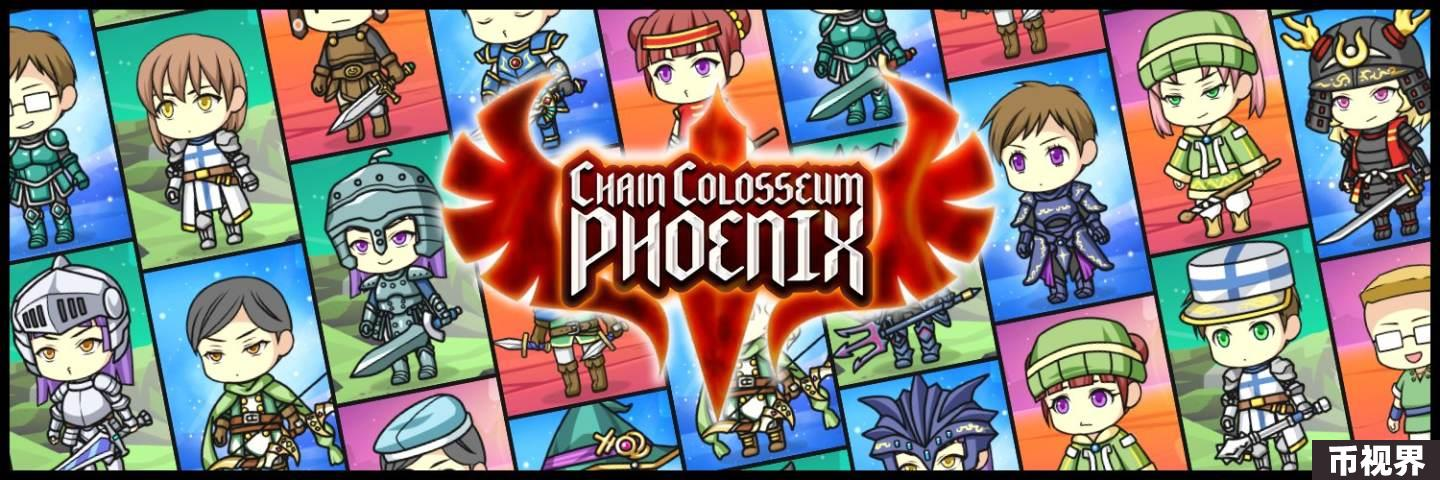 CHAIN COLOSSEUM
PHOENIX
币视界